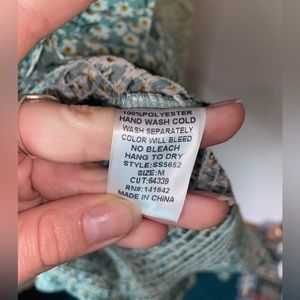 100%POLYESTER
HAND WASH COLD
WASH SEPARATELY
COLOR WILL BLEED
NO BLEACH
HANG TO DRY
STYLE:SS5652
SIZE:M
CUT:64339
RN#:141642
MADE IN CHINA